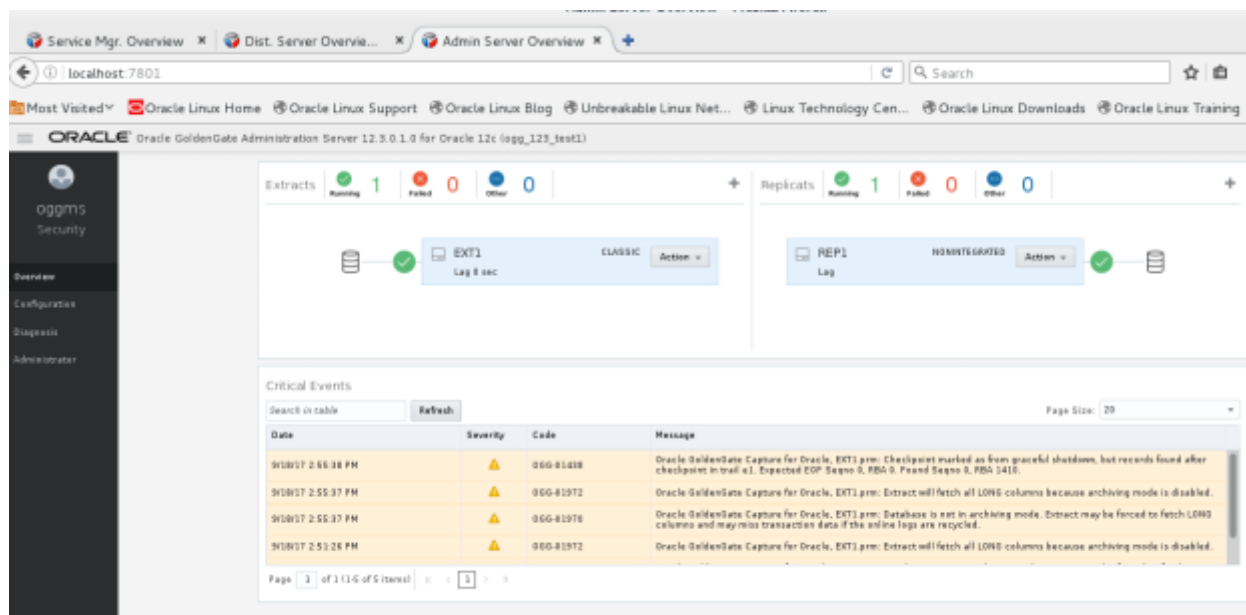 Service Mgr. Overview
Dist. Server Overvie...
Admin Server Overview
localhost:7801
Search
Most Visited
Oracle Linux Home
Oracle Linux Support
Oracle Linux Blog
Unbreakable Linux Net...
Linux Technology Cen...
Oracle Linux Downloads
Oracle Linux Training
ORACLE Oracle GoldenGate Administration Server 12.3.0.1.0 for Oracle 12c (ogg_123_test1)
oggms
Security
Overview
Configuration
Diagnosis
Administrator
Extracts Running 1 Failed 0 Other 0
Replicats Running 1 Failed 0 Other 0
EXT1 CLASSIC Action
Lag 8 sec
REP1 NONINTEGRATED Action
Lag
Critical Events
Search in table Refresh Page Size: 20
Date Severity Code Message
9/18/17 2:55:38 PM OGG-01438 Oracle GoldenGate Capture for Oracle, EXT1.prm: Checkpoint marked as from graceful shutdown, but records found after
checkpoint in trail e1. Expected EOF Seqno 0, RBA 0. Found Seqno 0, RBA 1410.
9/18/17 2:55:37 PM OGG-01972 Oracle GoldenGate Capture for Oracle, EXT1.prm: Extract will fetch all LONG columns because archiving mode is disabled.
9/18/17 2:55:37 PM OGG-01970 Oracle GoldenGate Capture for Oracle, EXT1.prm: Database is not in archiving mode. Extract may be forced to fetch LONG
columns and may miss transaction data if the online logs are recycled.
9/18/17 2:51:26 PM OGG-01972 Oracle GoldenGate Capture for Oracle, EXT1.prm: Extract will fetch all LONG columns because archiving mode is disabled.
Page 1 of 1 (1-5 of 5 items) 1